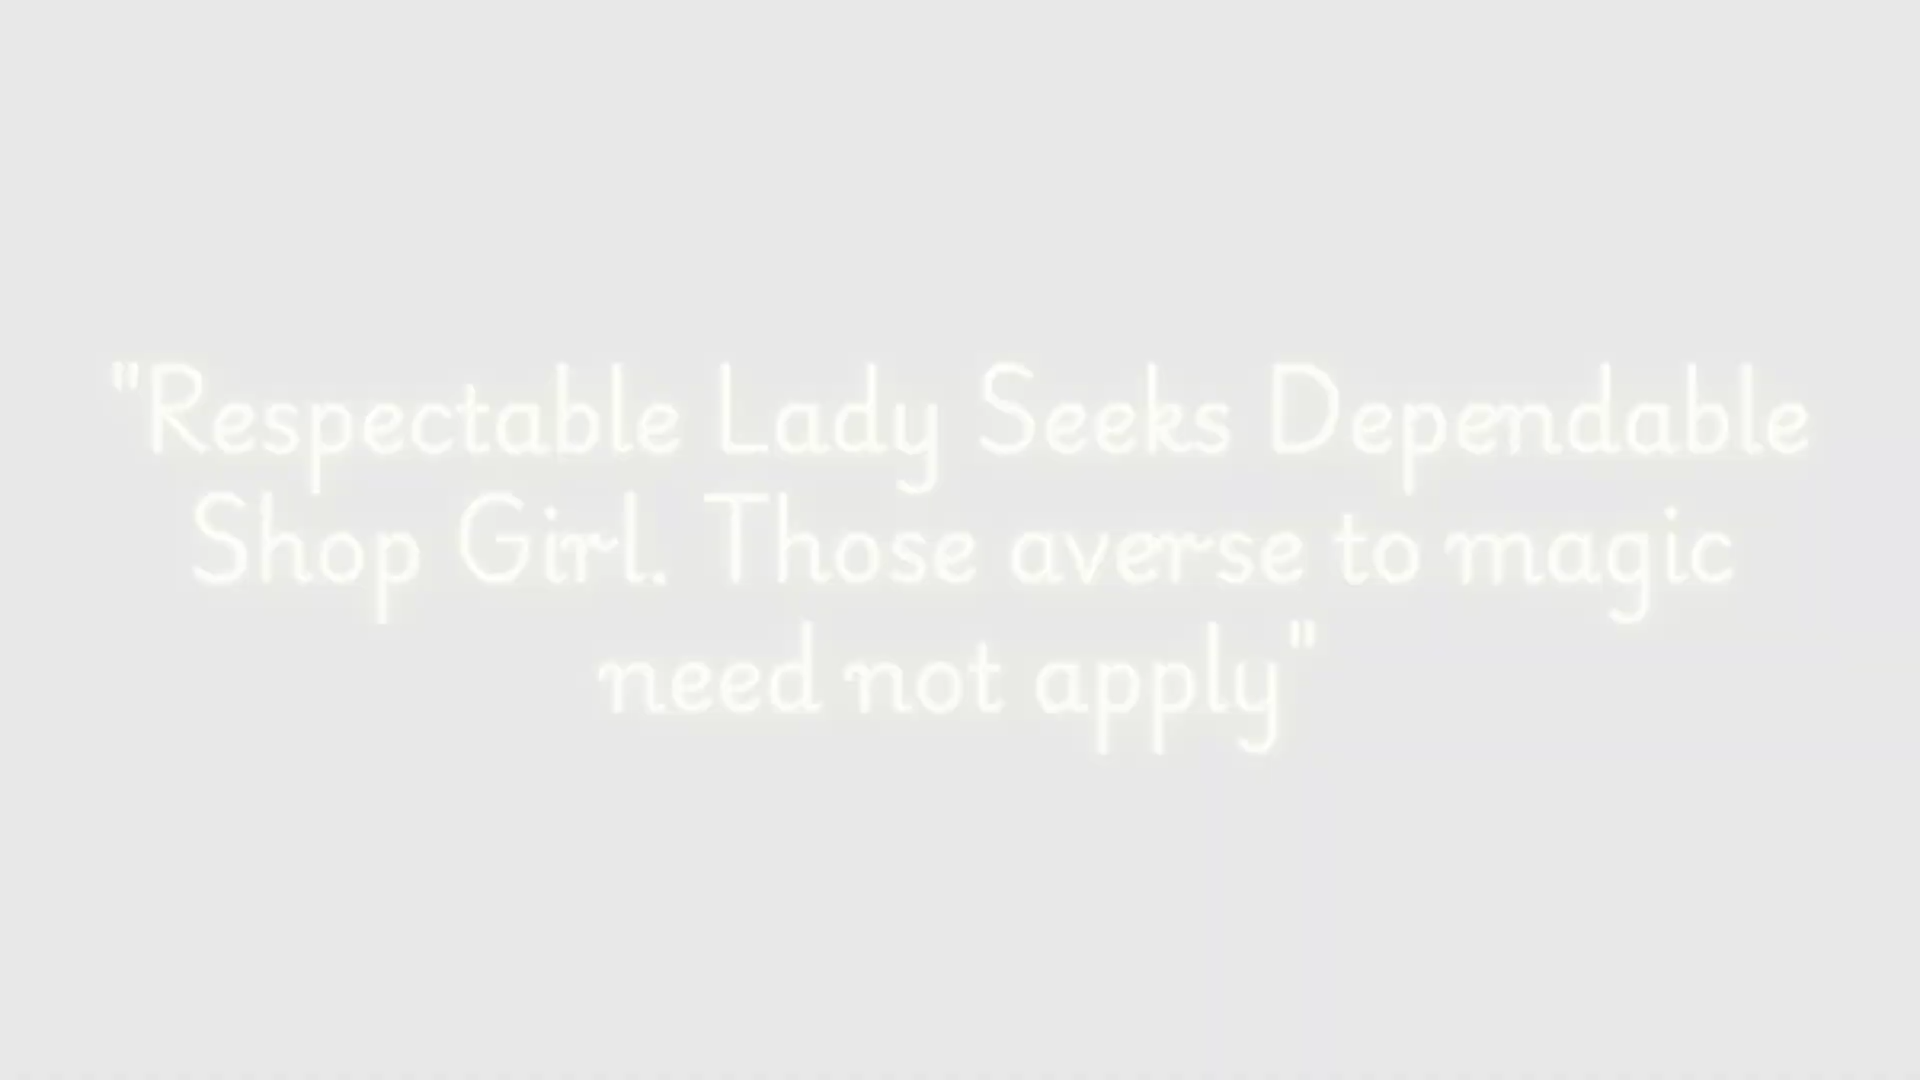 "Respectable Lady Seeks Dependable
Shop Girl. Those averse to magic
need not apply"